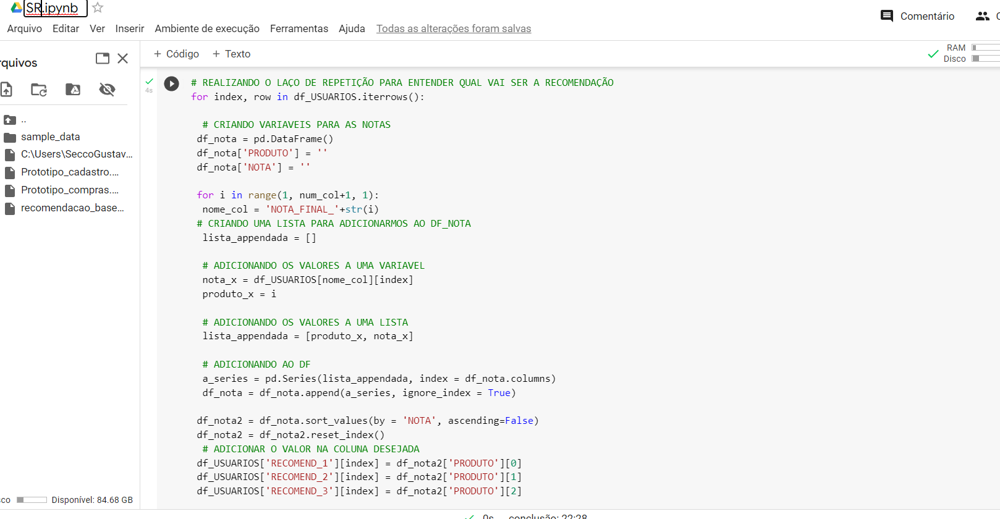 SR.ipynb
Comentário
Arquivo Editar Ver Inserir Ambiente de execução Ferramentas Ajuda Todas as alterações foram salvas
rquivos
+ Código + Texto
RAM
Disco
..
sample_data
C:\Users\SeccoGustav...
Prototipo_cadastro....
Prototipo_compras....
recomendacao_base...
sco Disponível: 84.68 GB
4s
# REALIZANDO O LAÇO DE REPETIÇÃO PARA ENTENDER QUAL VAI SER A RECOMENDAÇÃO
for index, row in df_USUARIOS.iterrows():
# CRIANDO VARIAVEIS PARA AS NOTAS
df_nota = pd.DataFrame()
df_nota['PRODUTO'] = ''
df_nota['NOTA'] = ''
for i in range(1, num_col+1, 1):
nome_col = 'NOTA_FINAL_'+str(i)
# CRIANDO UMA LISTA PARA ADICIONARMOS AO DF_NOTA
lista_appendada = []
# ADICIONANDO OS VALORES A UMA VARIAVEL
nota_x = df_USUARIOS[nome_col][index]
produto_x = i
# ADICIONANDO OS VALORES A UMA LISTA
lista_appendada = [produto_x, nota_x]
# ADICIONANDO AO DF
a_series = pd.Series(lista_appendada, index = df_nota.columns)
df_nota = df_nota.append(a_series, ignore_index = True)
df_nota2 = df_nota.sort_values(by = 'NOTA', ascending=False)
df_nota2 = df_nota2.reset_index()
# ADICIONAR O VALOR NA COLUNA DESEJADA
df_USUARIOS['RECOMEND_1'][index] = df_nota2['PRODUTO'][0]
df_USUARIOS['RECOMEND_2'][index] = df_nota2['PRODUTO'][1]
df_USUARIOS['RECOMEND_3'][index] = df_nota2['PRODUTO'][2]
0s conclusão: 22:28